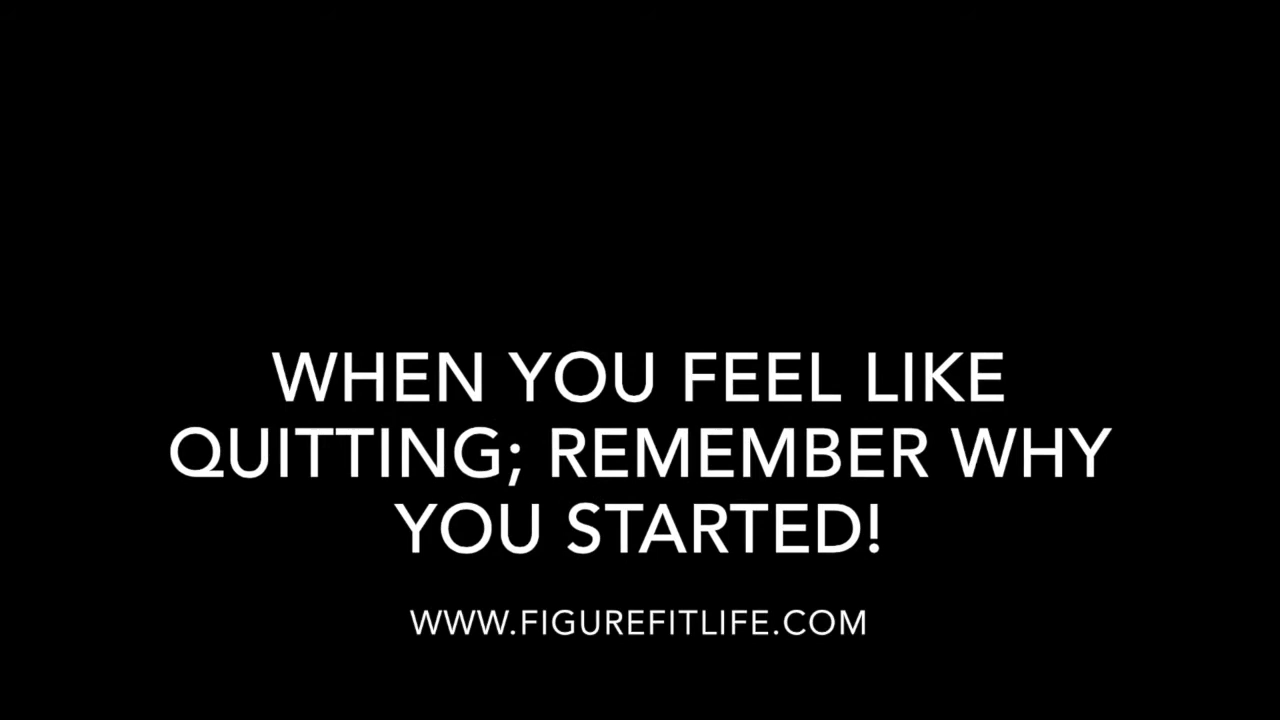 WHEN YOU FEEL LIKE
QUITTING; REMEMBER WHY
YOU STARTED!
WWW.FIGUREFITLIFE.COM